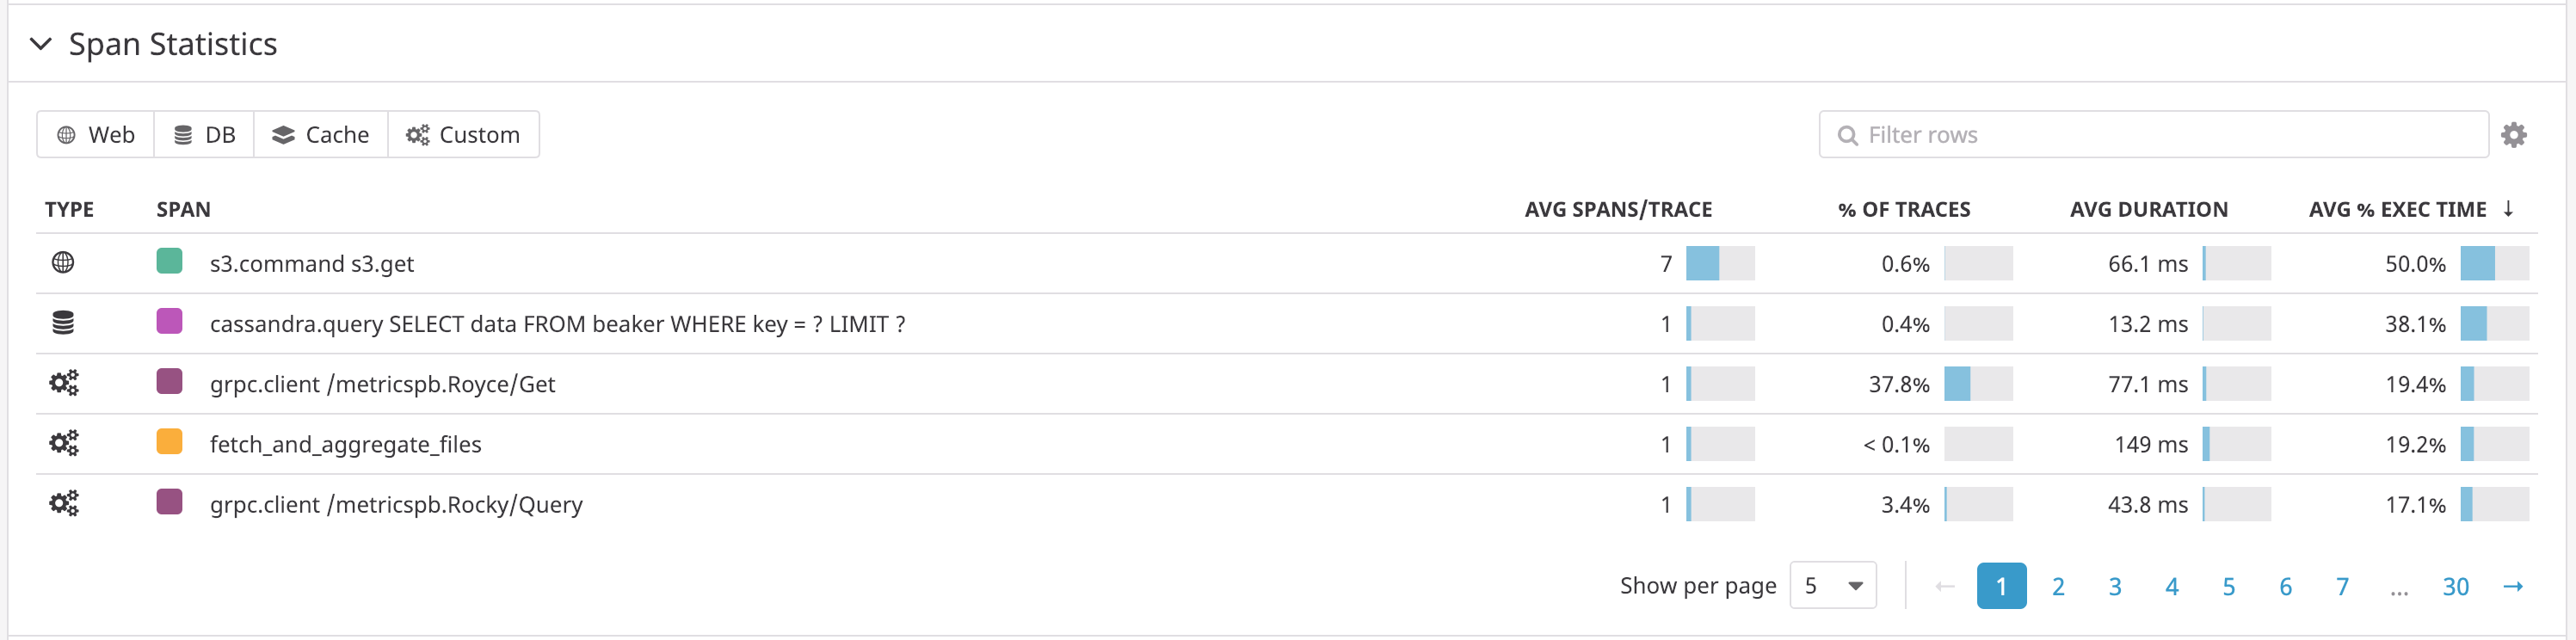 Span Statistics
Web DB Cache Custom
Filter rows
TYPE SPAN AVG SPANS/TRACE % OF TRACES AVG DURATION AVG % EXEC TIME ↓
s3.command s3.get 7 0.6% 66.1 ms 50.0%
cassandra.query SELECT data FROM beaker WHERE key = ? LIMIT ? 1 0.4% 13.2 ms 38.1%
grpc.client /metricspb.Royce/Get 1 37.8% 77.1 ms 19.4%
fetch_and_aggregate_files 1 < 0.1% 149 ms 19.2%
grpc.client /metricspb.Rocky/Query 1 3.4% 43.8 ms 17.1%
Show per page 5 ← 1 2 3 4 5 6 7 ... 30 →